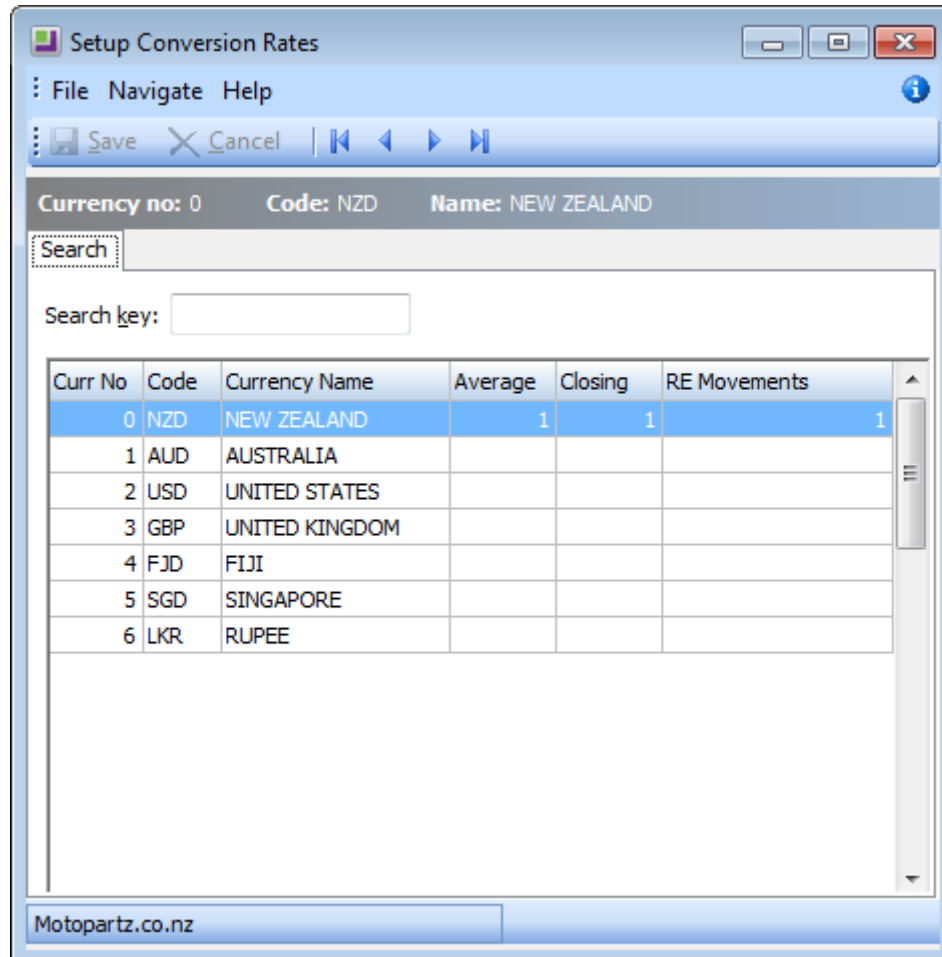 Setup Conversion Rates
File Navigate Help
Save Cancel
Currency no: 0 Code: NZD Name: NEW ZEALAND
Search
Search key:
Curr No Code Currency Name Average Closing RE Movements
0 NZD NEW ZEALAND 1 1 1
1 AUD AUSTRALIA
2 USD UNITED STATES
3 GBP UNITED KINGDOM
4 FJD FIJI
5 SGD SINGAPORE
6 LKR RUPEE
Motopartz.co.nz